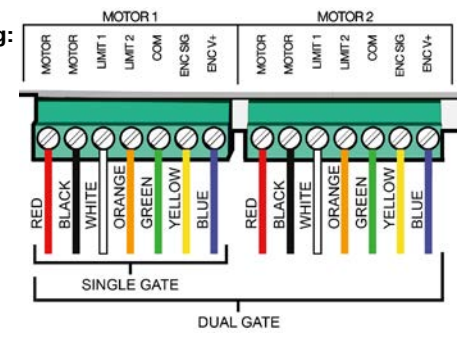 g:
MOTOR 1 MOTOR 2
MOTOR MOTOR LIMIT 1 LIMIT 2 COM ENC SIG ENC V+ MOTOR MOTOR LIMIT 1 LIMIT 2 COM ENC SIG ENC V+
RED BLACK WHITE ORANGE GREEN YELLOW BLUE RED BLACK WHITE ORANGE GREEN YELLOW BLUE
SINGLE GATE
DUAL GATE